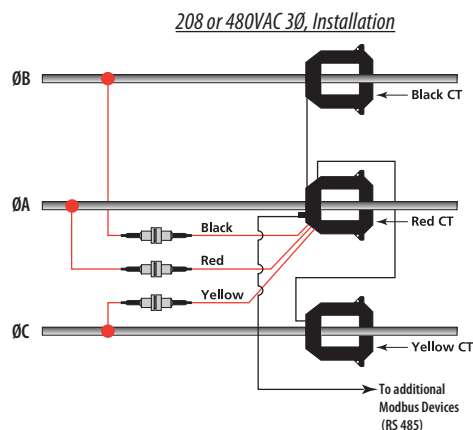 208 or 480VAC 3Ø, Installation
ØB
Black CT
ØA
Black
Red CT
Red
Yellow
ØC
Yellow CT
To additional
Modbus Devices
(RS 485)